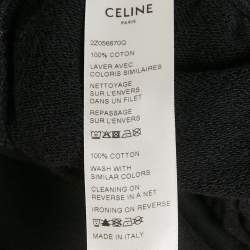 CELINE
PARIS
2Z056670Q
100% COTTON
LAVER AVEC
COLORIS SIMILAIRES
NETTOYAGE
SUR L'ENVERS
DANS UN FILET
REPASSAGE
SUR L'ENVERS
100% COTTON
WASH WITH
SIMILAR COLORS
CLEANING ON
REVERSE IN A NET
IRONING ON REVERSE
MADE IN ITALY